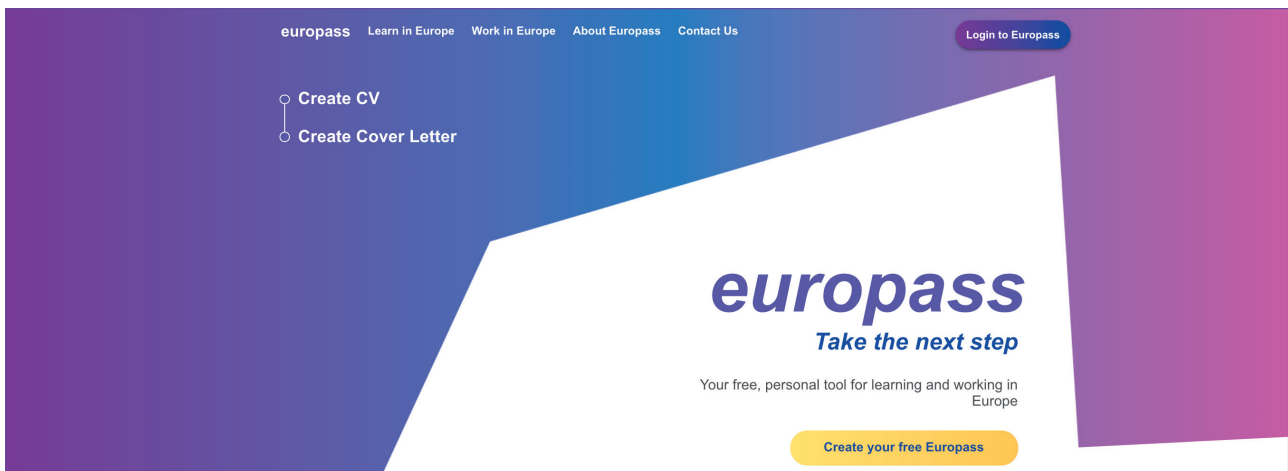 europass Learn in Europe Work in Europe About Europass Contact Us Login to Europass
Create CV
Create Cover Letter
europass
Take the next step
Your free, personal tool for learning and working in
Europe
Create your free Europass